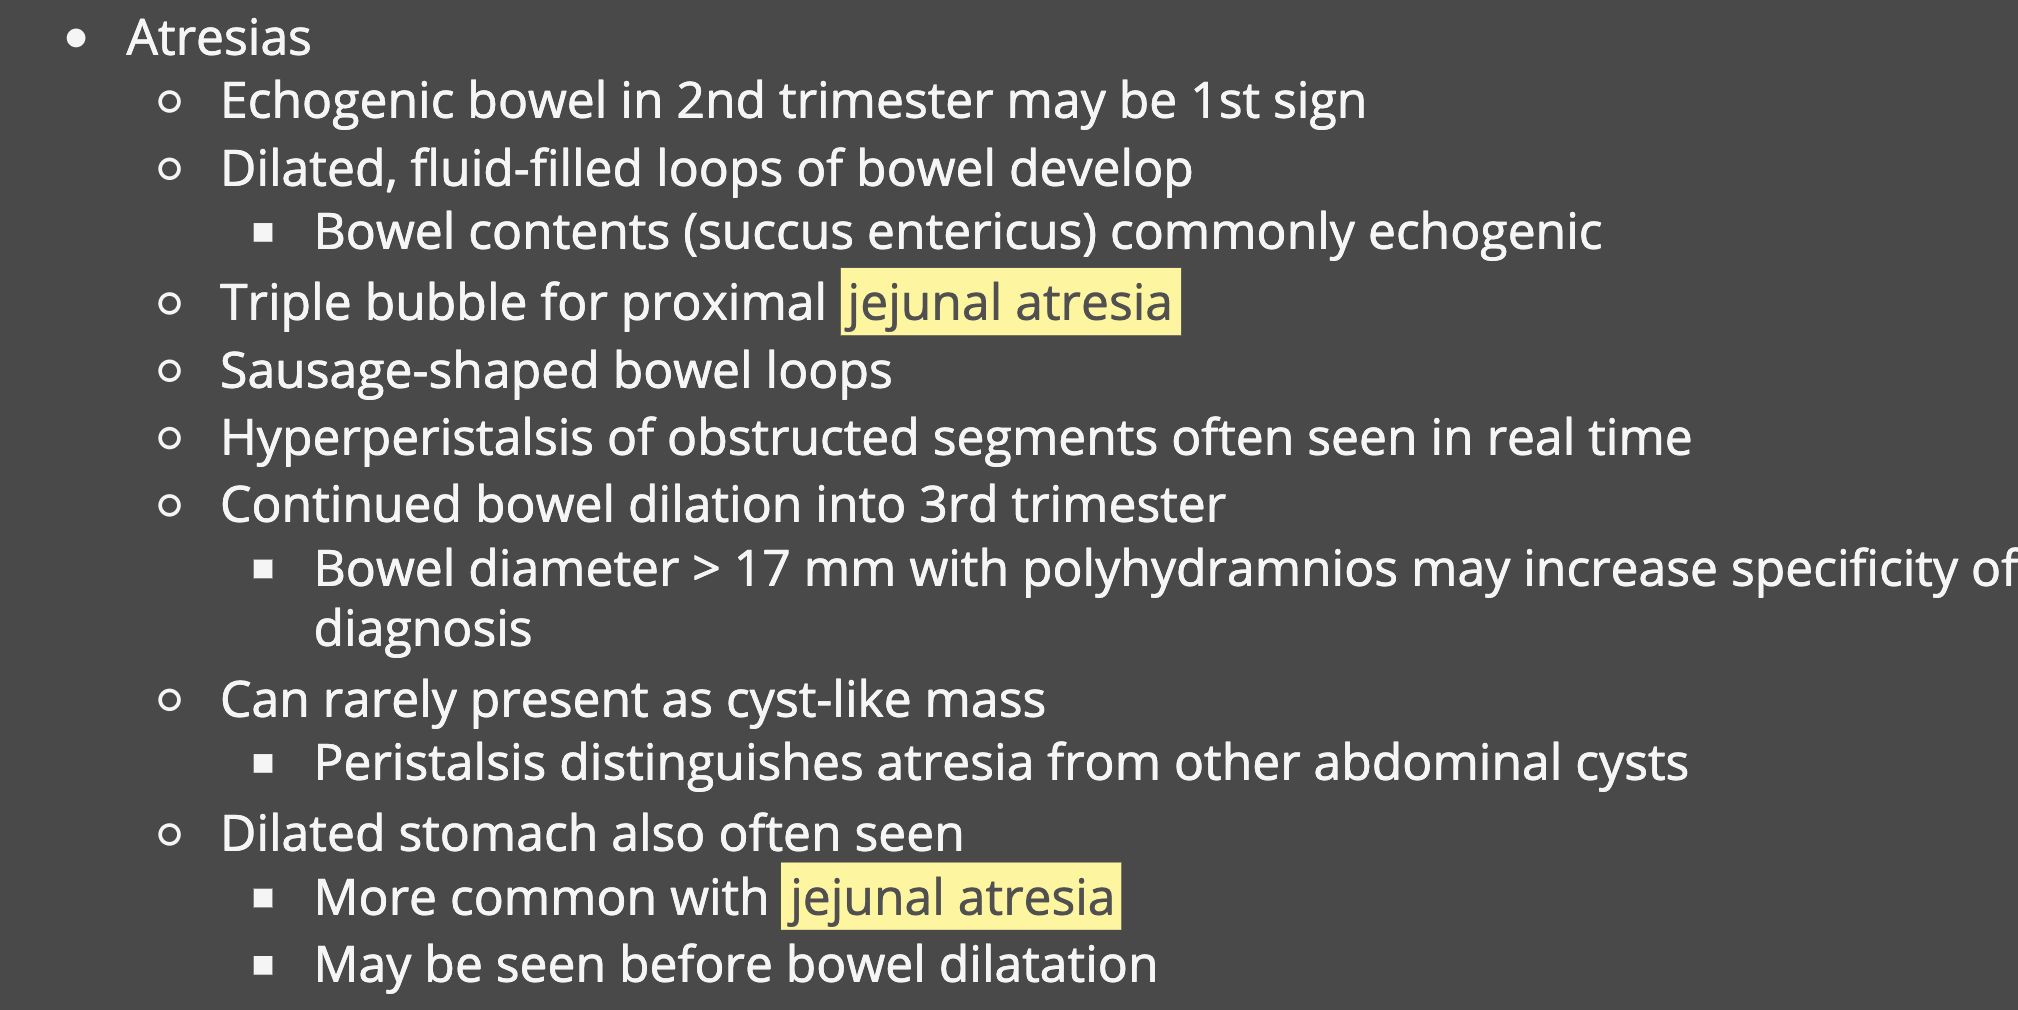 • Atresias
○ Echogenic bowel in 2nd trimester may be 1st sign
○ Dilated, fluid-filled loops of bowel develop
▪ Bowel contents (succus entericus) commonly echogenic
○ Triple bubble for proximal jejunal atresia
○ Sausage-shaped bowel loops
○ Hyperperistalsis of obstructed segments often seen in real time
○ Continued bowel dilation into 3rd trimester
▪ Bowel diameter > 17 mm with polyhydramnios may increase specificity of
diagnosis
○ Can rarely present as cyst-like mass
▪ Peristalsis distinguishes atresia from other abdominal cysts
○ Dilated stomach also often seen
▪ More common with jejunal atresia
▪ May be seen before bowel dilatation